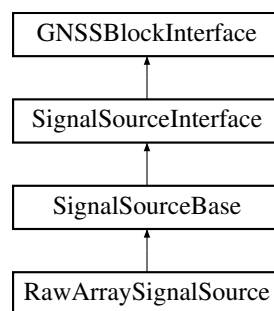 GNSSBlockInterface
SignalSourceInterface
SignalSourceBase
RawArraySignalSource